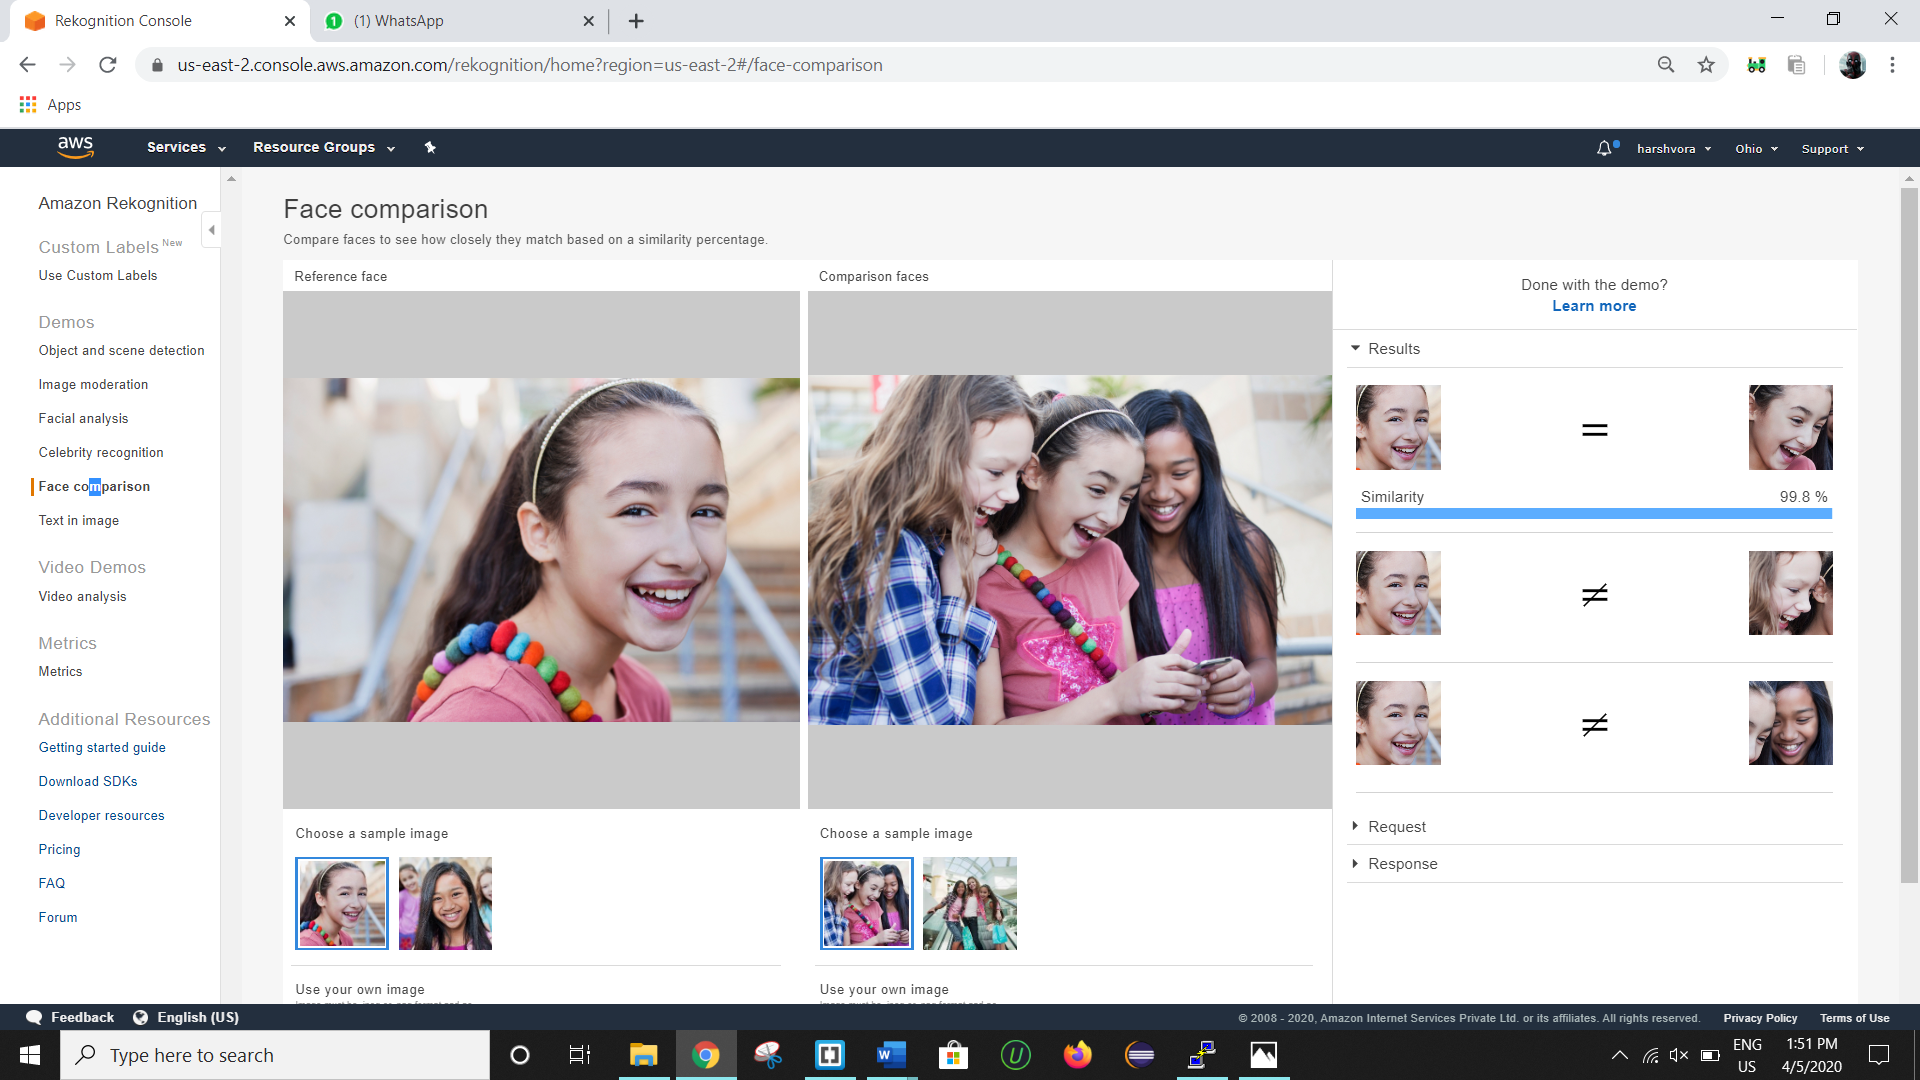 Rekognition Console
(1) WhatsApp
us-east-2.console.aws.amazon.com/rekognition/home?region=us-east-2#/face-comparison
Apps
aws
Services
Resource Groups
harshvora
Ohio
Support
Amazon Rekognition
Custom Labels New
Use Custom Labels
Demos
Object and scene detection
Image moderation
Facial analysis
Celebrity recognition
Face comparison
Text in image
Video Demos
Video analysis
Metrics
Metrics
Additional Resources
Getting started guide
Download SDKs
Developer resources
Pricing
FAQ
Forum
Face comparison
Compare faces to see how closely they match based on a similarity percentage.
Reference face
Comparison faces
Choose a sample image
Choose a sample image
Use your own image
Use your own image
Done with the demo?
Learn more
Results
=
Similarity 99.8 %
≠
≠
Request
Response
Feedback
English (US)
© 2008 - 2020, Amazon Internet Services Private Ltd. or its affiliates. All rights reserved.
Privacy Policy
Terms of Use
Type here to search
ENG
US
1:51 PM
4/5/2020